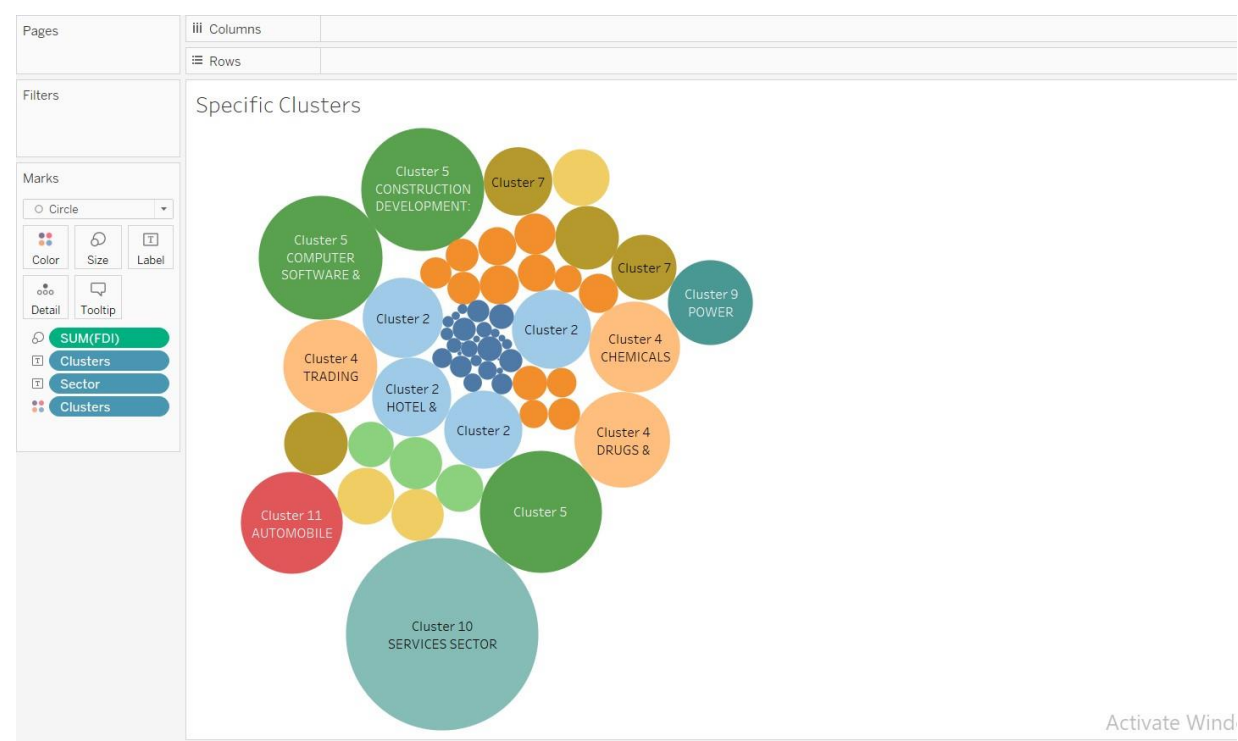 Pages
iii Columns
Rows
Filters
Specific Clusters
Marks
Circle
Color
Size
Label
Detail
Tooltip
SUM(FDI)
Clusters
Sector
Clusters
Cluster 5
CONSTRUCTION
DEVELOPMENT:
Cluster 7
Cluster 5
COMPUTER
SOFTWARE &
Cluster 7
Cluster 9
POWER
Cluster 2
Cluster 2
Cluster 4
CHEMICALS
Cluster 4
TRADING
Cluster 2
HOTEL &
Cluster 2
Cluster 4
DRUGS &
Cluster 11
AUTOMOBILE
Cluster 5
Cluster 10
SERVICES SECTOR
Activate Wind